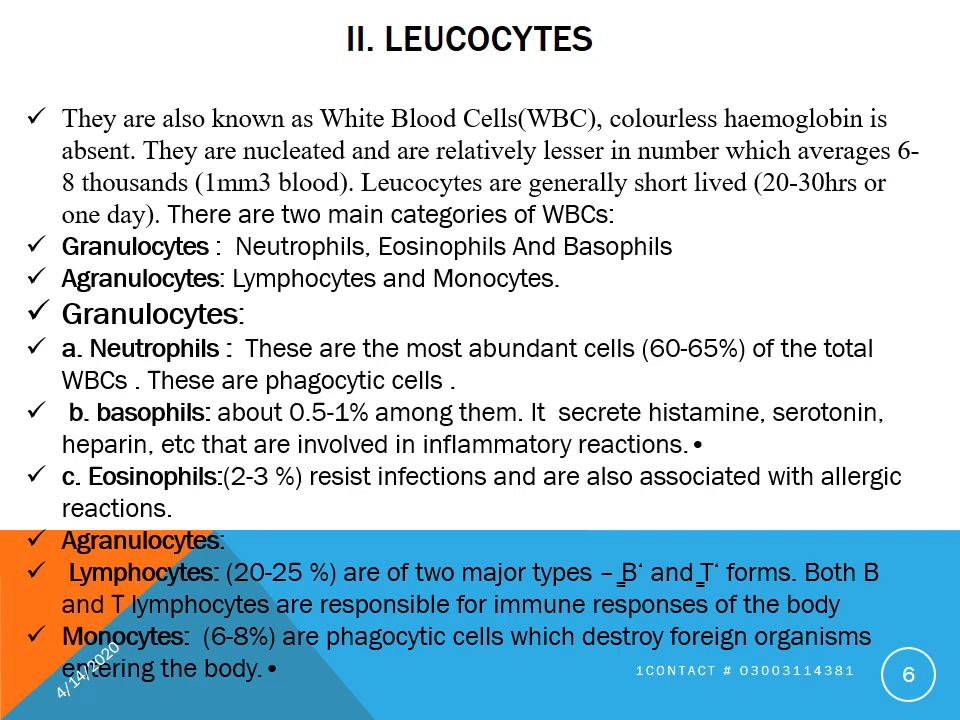 II. LEUCOCYTES
✓ They are also known as White Blood Cells(WBC), colourless haemoglobin is
absent. They are nucleated and are relatively lesser in number which averages 6-
8 thousands (1mm3 blood). Leucocytes are generally short lived (20-30hrs or
one day). There are two main categories of WBCs:
✓ Granulocytes : Neutrophils, Eosinophils And Basophils
✓ Agranulocytes: Lymphocytes and Monocytes.
✓ Granulocytes:
✓ a. Neutrophils : These are the most abundant cells (60-65%) of the total
WBCs . These are phagocytic cells .
✓ b. basophils: about 0.5-1% among them. It secrete histamine, serotonin,
heparin, etc that are involved in inflammatory reactions. •
✓ c. Eosinophils:(2-3 %) resist infections and are also associated with allergic
reactions.
✓ Agranulocytes:
✓ Lymphocytes: (20-25 %) are of two major types – ‗B‘ and ‗T‘ forms. Both B
and T lymphocytes are responsible for immune responses of the body
✓ Monocytes: (6-8%) are phagocytic cells which destroy foreign organisms
entering the body. •
4/14/2020
1CONTACT # 03003114381
6